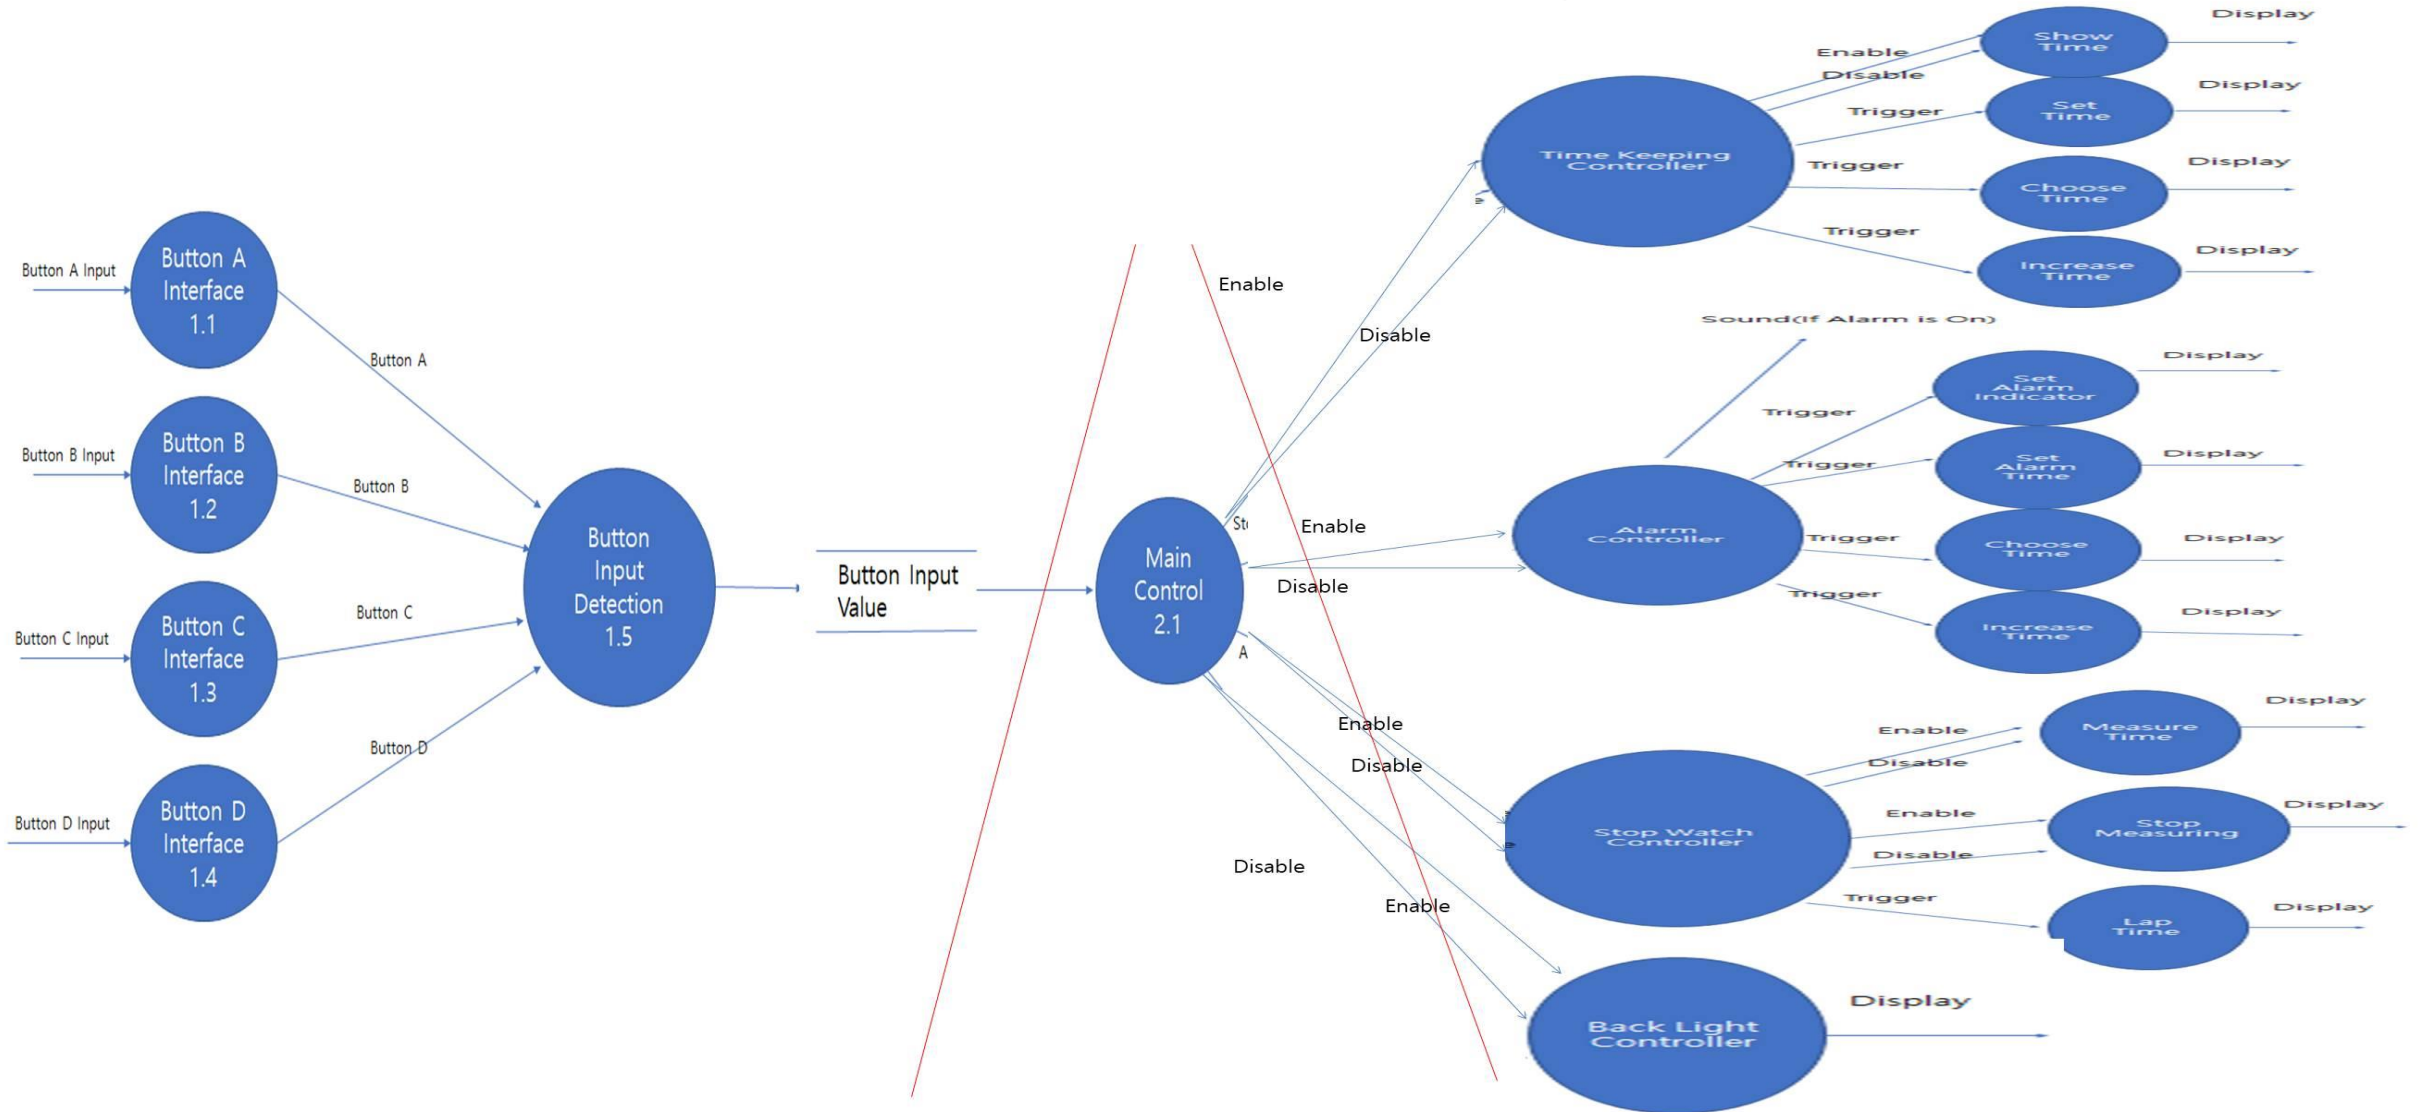 Button A Input
Button A
Interface
1.1
Button A
Button B Input
Button B
Interface
1.2
Button B
Button C Input
Button C
Interface
1.3
Button C
Button D Input
Button D
Interface
1.4
Button D
Button
Input
Detection
1.5
Button Input
Value
Main
Control
2.1
Enable
Disable
Enable
Disable
Enable
Disable
Disable
Enable
Time Keeping
Controller
Enable
Disable
Trigger
Trigger
Trigger
Show
Time
Display
Set
Time
Display
Choose
Time
Display
Increase
Time
Display
Sound(If Alarm is On)
Alarm
Controller
Trigger
Trigger
Trigger
Trigger
Set
Alarm
Indicator
Display
Set
Alarm
Time
Display
Choose
Time
Display
Increase
Time
Display
Stop Watch
Controller
Enable
Disable
Enable
Disable
Trigger
Measure
Time
Display
Stop
Measuring
Display
Lap
Time
Display
Back Light
Controller
Display